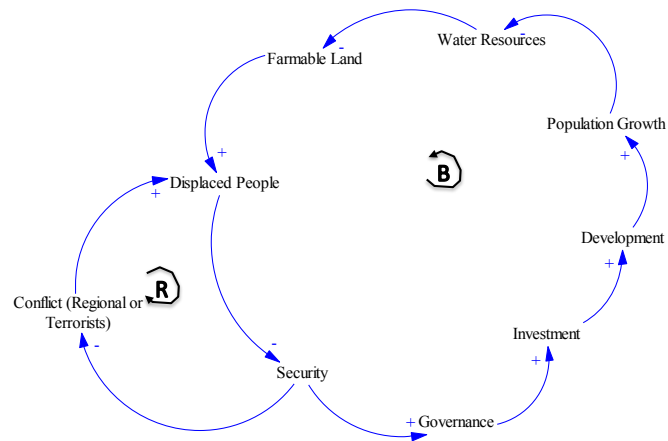 Water Resources
-
-
Farmable Land
Population Growth
+
+
Displaced People
+
B
Development
+
R
Conflict (Regional or
Terrorists)
-
-
Investment
+
Security
+
Governance